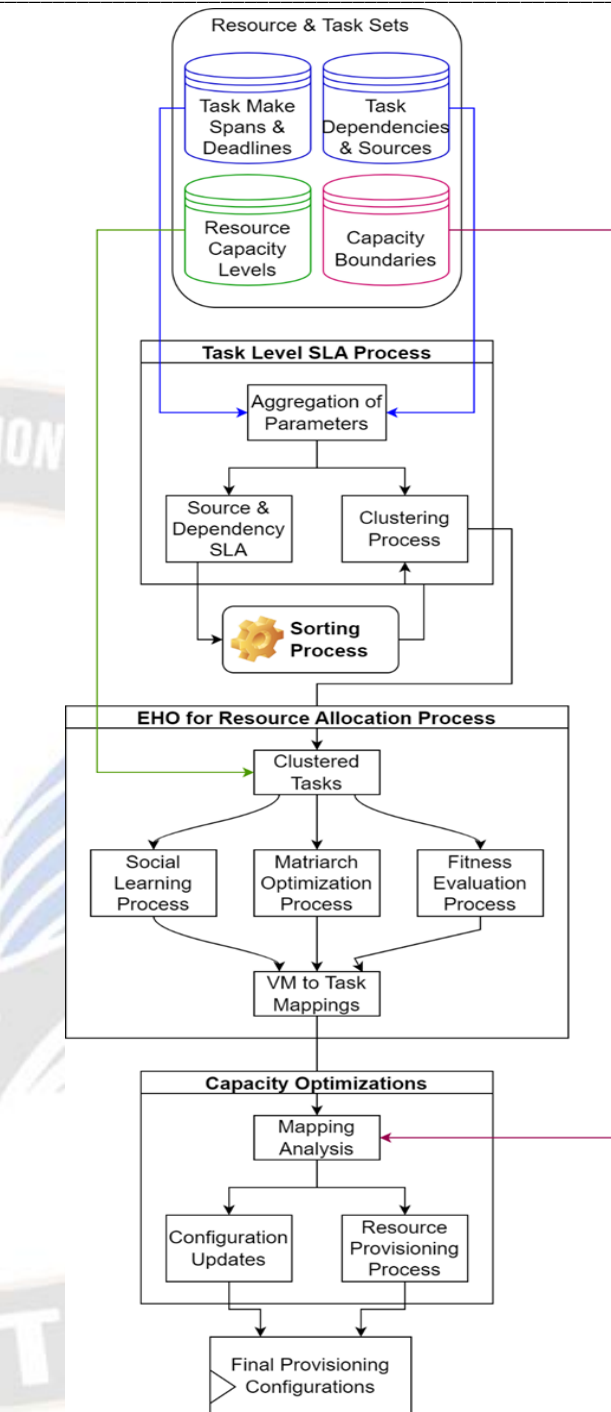 Resource & Task Sets
Task Make
Spans &
Deadlines
Task
Dependencies
& Sources
Resource
Capacity
Levels
Capacity
Boundaries
Task Level SLA Process
Aggregation of
Parameters
Source &
Dependency
SLA
Clustering
Process
Sorting
Process
EHO for Resource Allocation Process
Clustered
Tasks
Social
Learning
Process
Matriarch
Optimization
Process
Fitness
Evaluation
Process
VM to Task
Mappings
Capacity Optimizations
Mapping
Analysis
Configuration
Updates
Resource
Provisioning
Process
Final Provisioning
Configurations